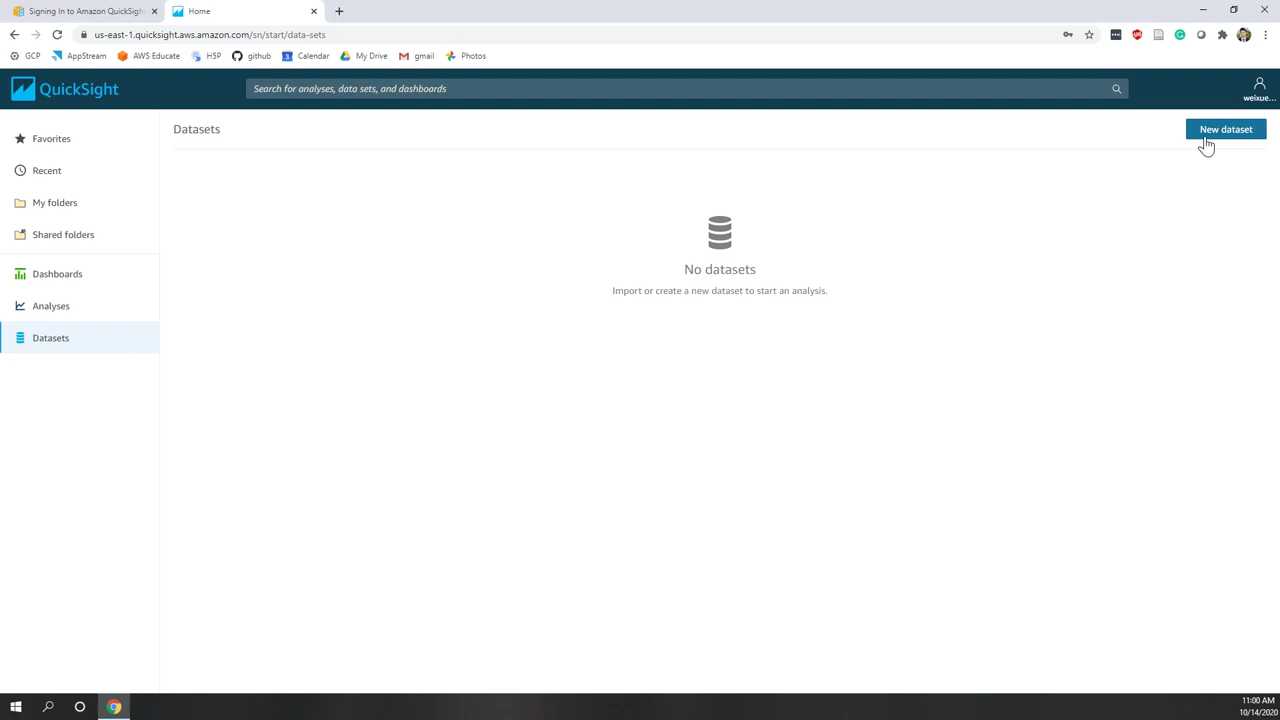 Signing In to Amazon QuickSigh
Home
us-east-1.quicksight.aws.amazon.com/sn/start/data-sets
GCP AppStream AWS Educate H5P github Calendar My Drive gmail Photos
QuickSight
Search for analyses, data sets, and dashboards
weixue...
Favorites
Recent
My folders
Shared folders
Dashboards
Analyses
Datasets
Datasets
New dataset
No datasets
Import or create a new dataset to start an analysis.
11:00 AM
10/14/2020